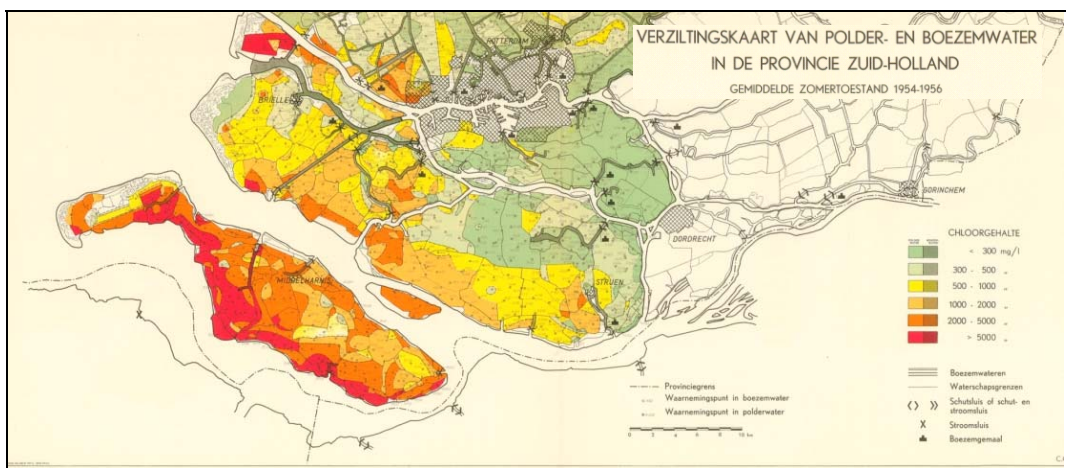 VERZILTINGSKAART VAN POLDER- EN BOEZEMWATER
IN DE PROVINCIE ZUID-HOLLAND
GEMIDDELDE ZOMERTOESTAND 1954-1956
ROTTERDAM
BRIELLE
GORINCHEM
DORDRECHT
MIDDELHARNIS
STRIJEN
CHLOORGEHALTE
< 300 mg/l
300 - 500 "
500 - 1000 "
1000 - 2000 "
2000 - 5000 "
> 5000 "
Provinciegrens
Waarnemingspunt in boezemwater
Waarnemingspunt in polderwater
0 2 4 6 8 10 km
Boezemwateren
Waterschapsgrenzen
Schutsluis of schut- en
stroomsluis
Stroomsluis
Boezemgemaal